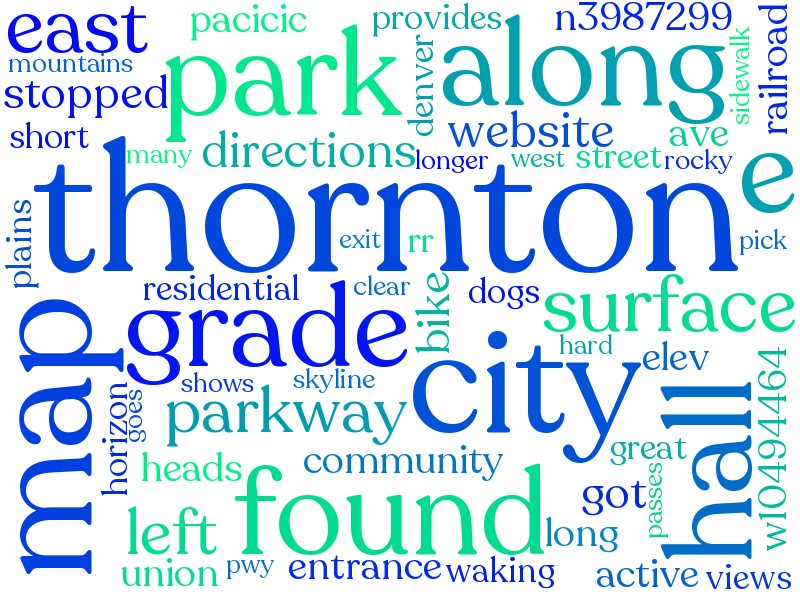 east
pacicic
provides
n3987299
railroad
mountains
park
denver
along
sidewalk
stopped
website
ave
short
many
directions
longer
west
street
rocky
e
thornton
plains
exit
rr
pick
residential
clear
bike
dogs
surface
map
grade
city
hard
elev
shows
skyline
horizon
goes
parkway
hall
w10494464
heads
community
great
found
got
passes
left
long
union
pwy
entrance
waking
active
views